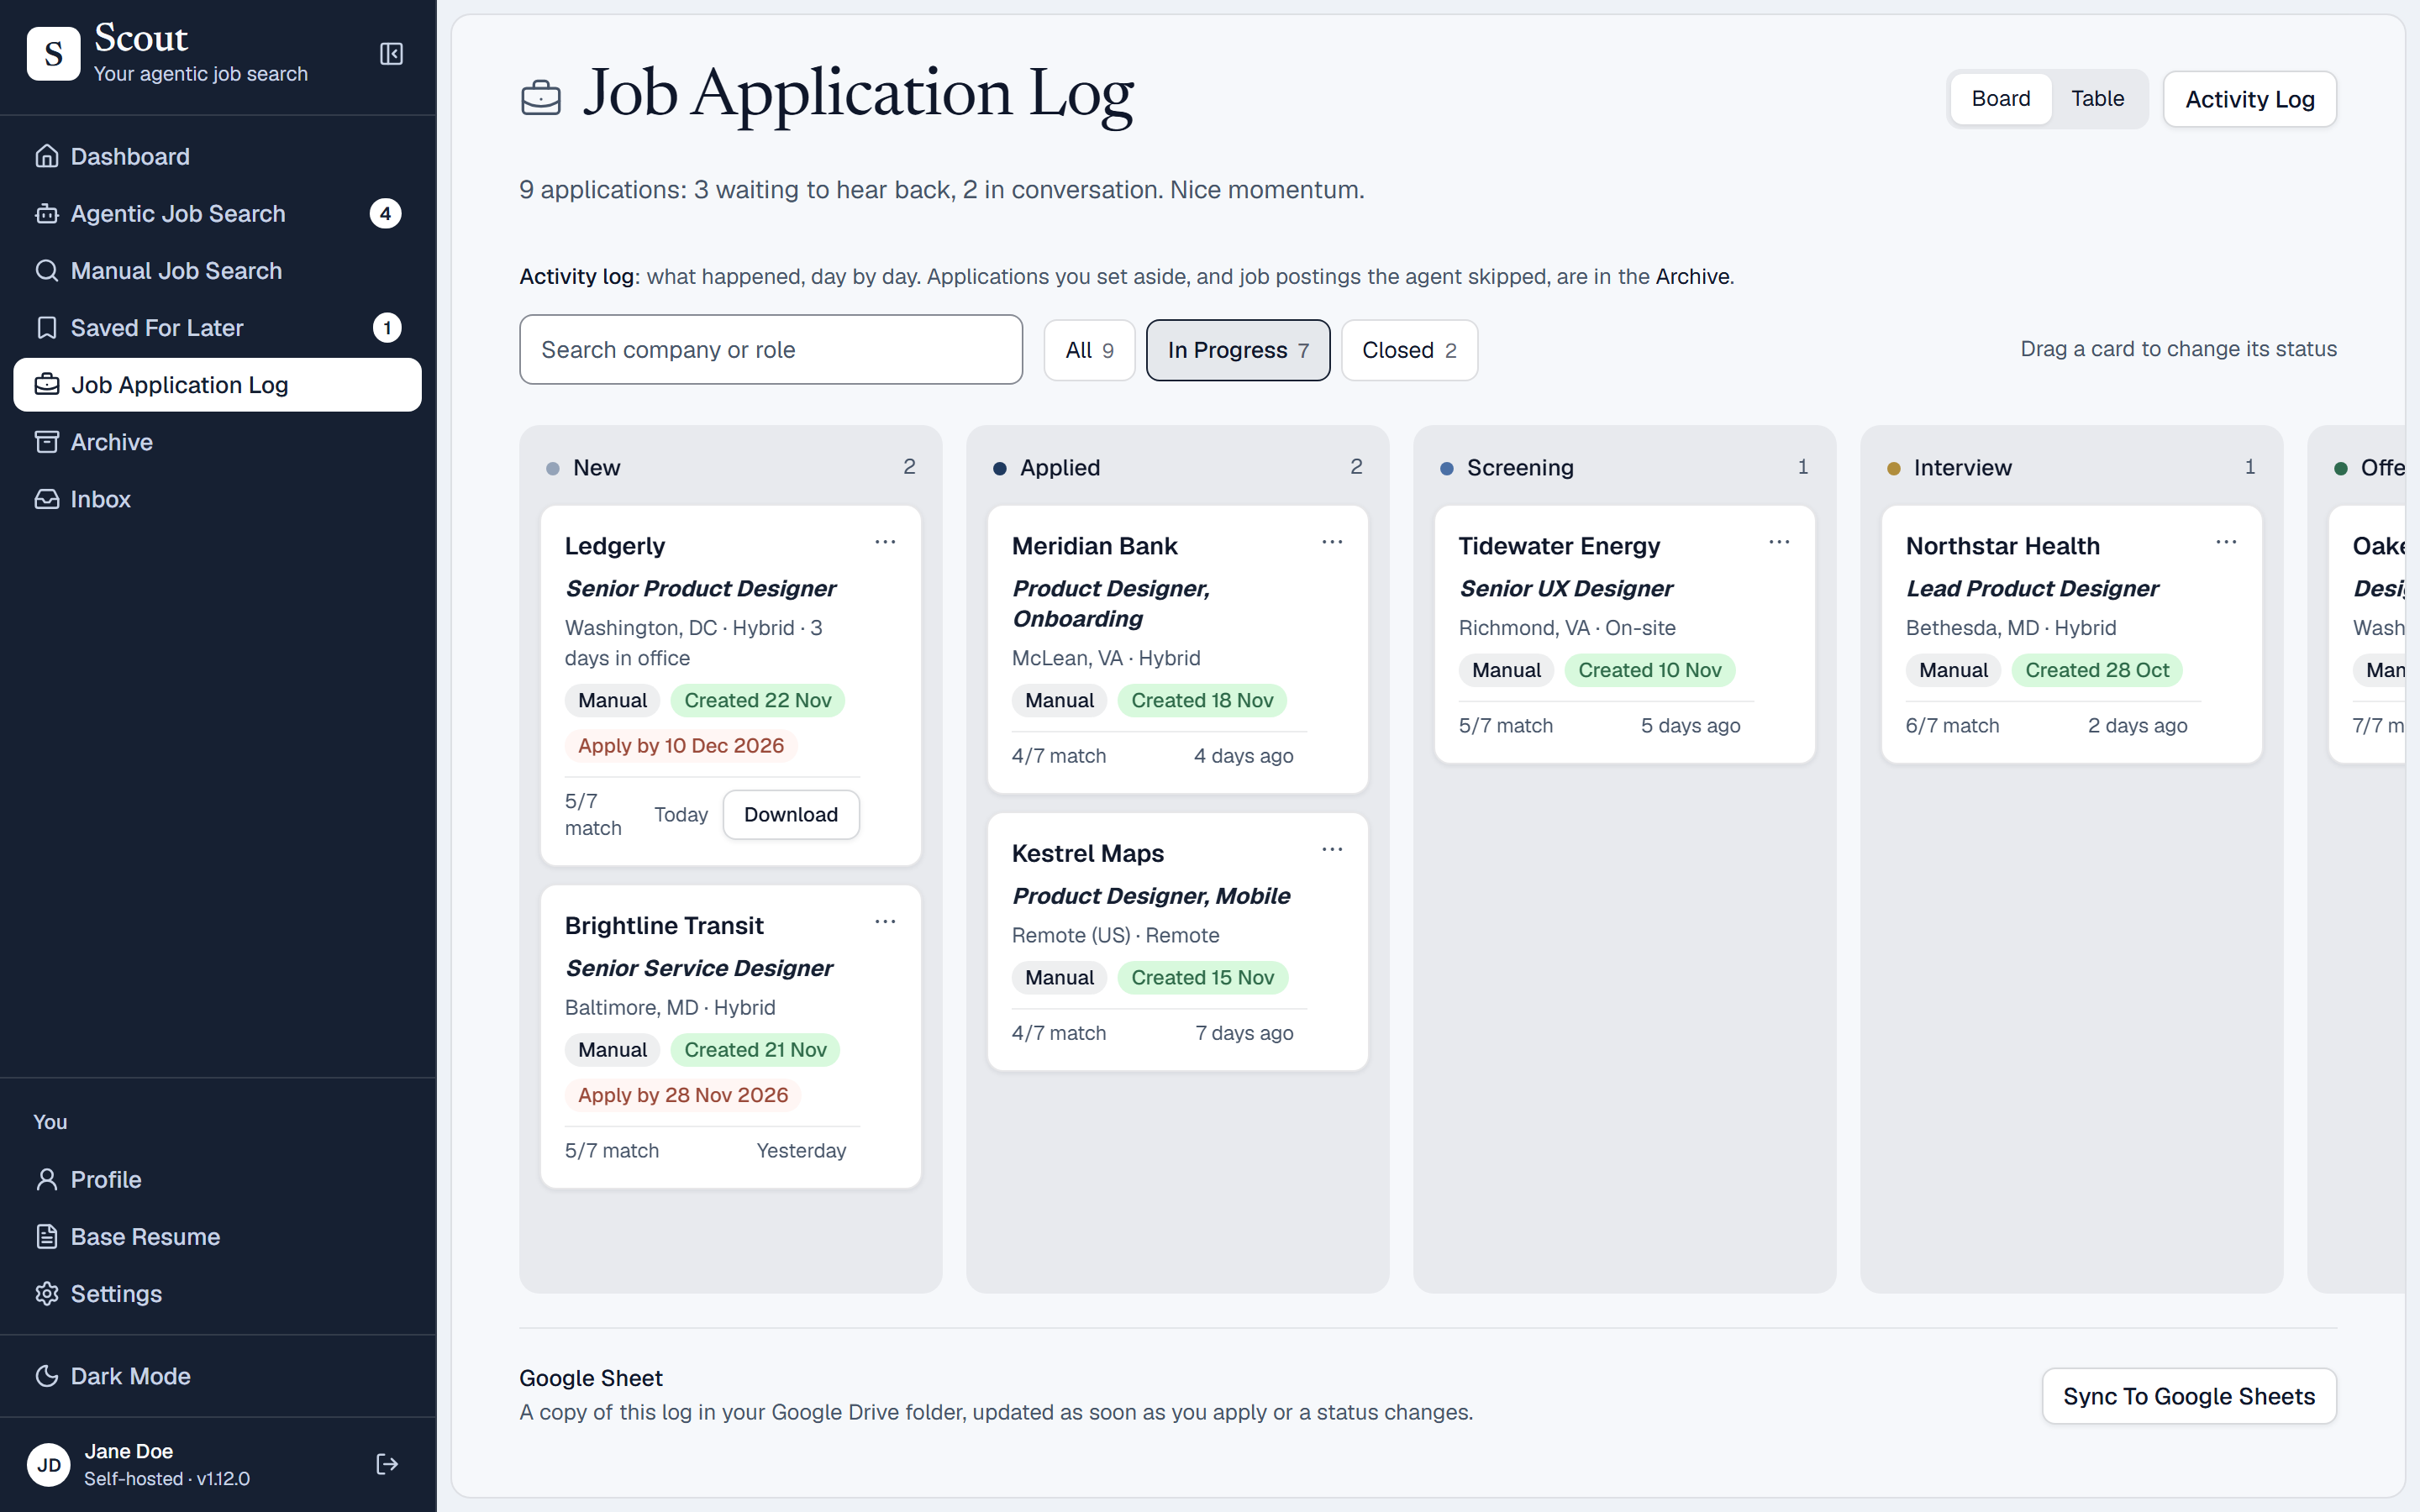 S
Scout
Your agentic job search
Dashboard
Agentic Job Search 4
Manual Job Search
Saved For Later 1
Job Application Log
Archive
Inbox
You
Profile
Base Resume
Settings
Dark Mode
JD
Jane Doe
Self-hosted · v1.12.0
Job Application Log
Board Table Activity Log
9 applications: 3 waiting to hear back, 2 in conversation. Nice momentum.
Activity log: what happened, day by day. Applications you set aside, and job postings the agent skipped, are in the Archive.
Search company or role
All 9 In Progress 7 Closed 2
Drag a card to change its status
New 2
Ledgerly
Senior Product Designer
Washington, DC · Hybrid · 3
days in office
Manual Created 22 Nov
Apply by 10 Dec 2026
5/7
match
Today Download
Brightline Transit
Senior Service Designer
Baltimore, MD · Hybrid
Manual Created 21 Nov
Apply by 28 Nov 2026
5/7 match Yesterday
Applied 2
Meridian Bank
Product Designer,
Onboarding
McLean, VA · Hybrid
Manual Created 18 Nov
4/7 match 4 days ago
Kestrel Maps
Product Designer, Mobile
Remote (US) · Remote
Manual Created 15 Nov
4/7 match 7 days ago
Screening 1
Tidewater Energy
Senior UX Designer
Richmond, VA · On-site
Manual Created 10 Nov
5/7 match 5 days ago
Interview 1
Northstar Health
Lead Product Designer
Bethesda, MD · Hybrid
Manual Created 28 Oct
6/7 match 2 days ago
7/7
Google Sheet
A copy of this log in your Google Drive folder, updated as soon as you apply or a status changes.
Sync To Google Sheets